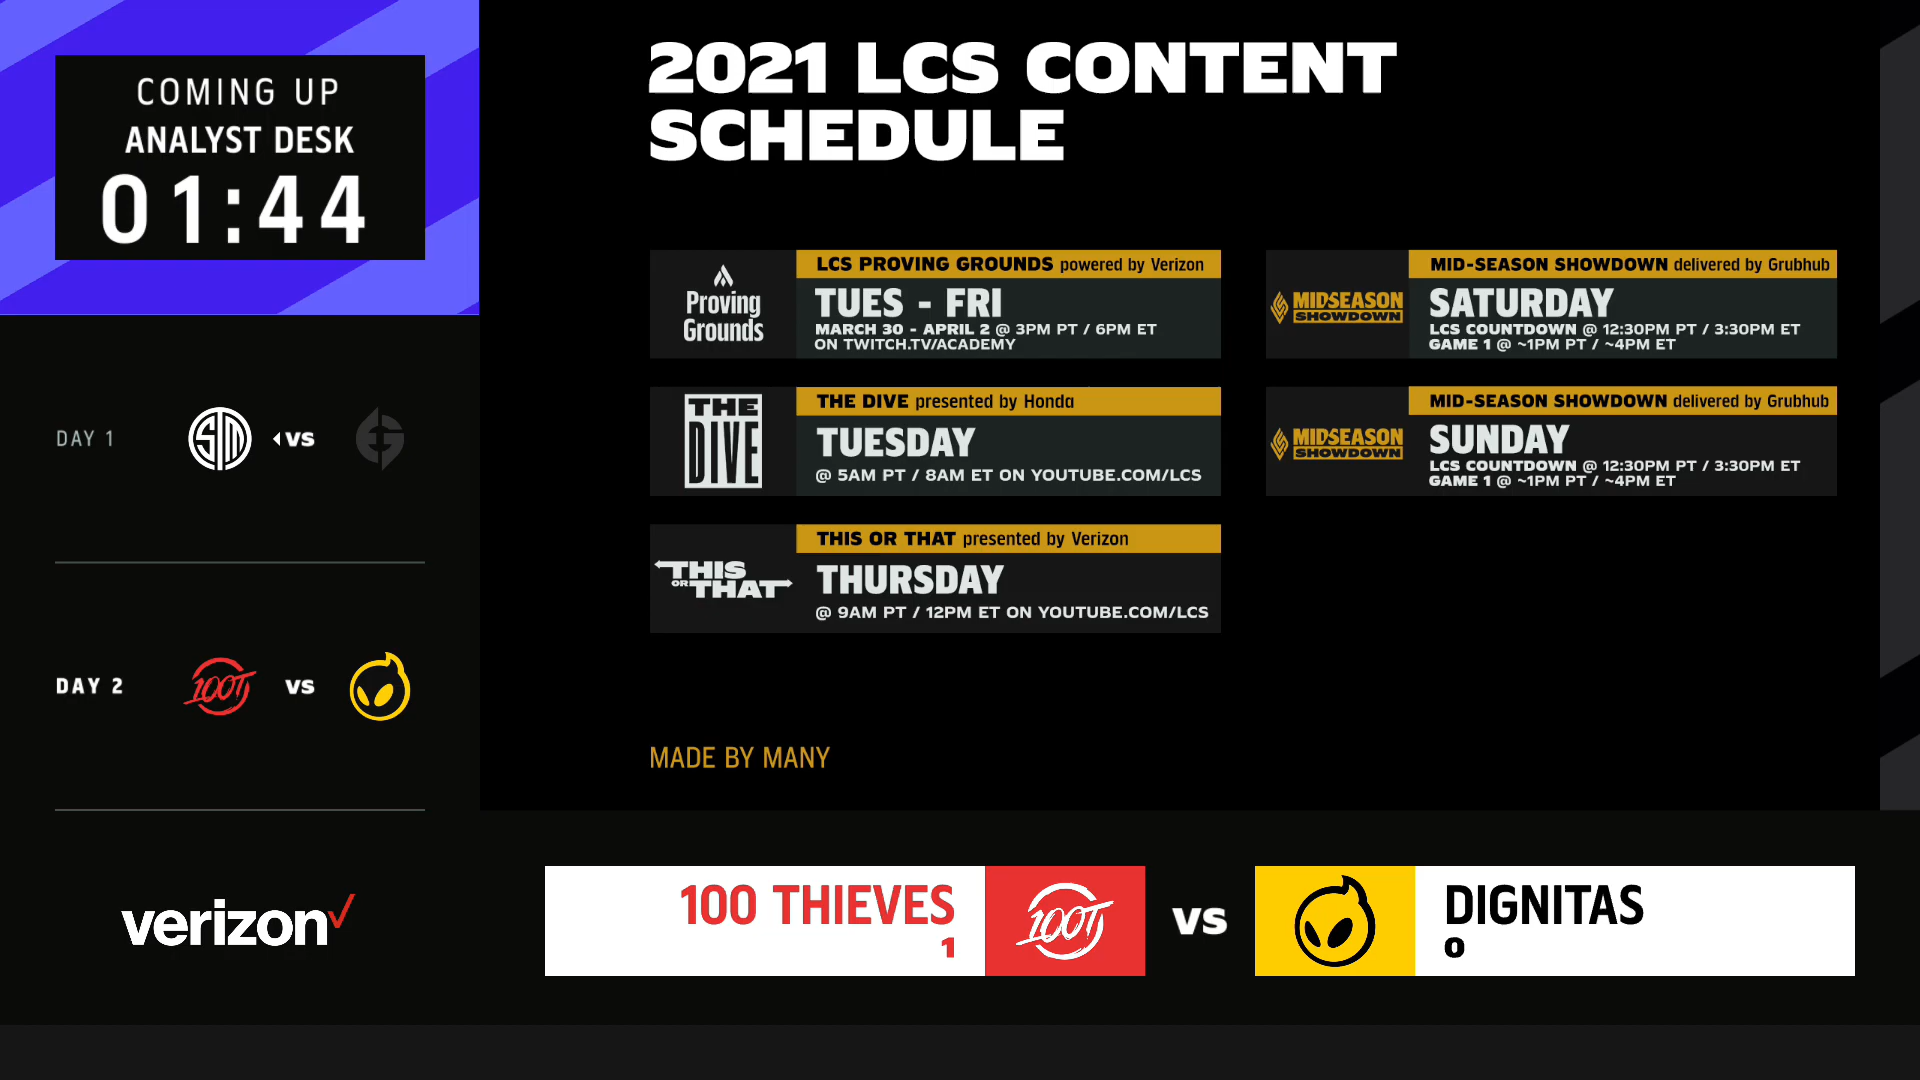 COMING UP
ANALYST DESK
01:44
DAY 1
TSM
VS
DAY 2
100T
VS
verizon
2021 LCS CONTENT
SCHEDULE
Proving
Grounds
LCS PROVING GROUNDS powered by Verizon
TUES - FRI
MARCH 30 - APRIL 2 @ 3PM PT / 6PM ET
ON TWITCH.TV/ACADEMY
THE
DIVE
THE DIVE presented by Honda
TUESDAY
@ 5AM PT / 8AM ET ON YOUTUBE.COM/LCS
THIS
OR THAT
THIS OR THAT presented by Verizon
THURSDAY
@ 9AM PT / 12PM ET ON YOUTUBE.COM/LCS
MIDSEASON
SHOWDOWN
MID-SEASON SHOWDOWN delivered by Grubhub
SATURDAY
LCS COUNTDOWN @ 12:30PM PT / 3:30PM ET
GAME 1 @ ~1PM PT / ~4PM ET
MIDSEASON
SHOWDOWN
MID-SEASON SHOWDOWN delivered by Grubhub
SUNDAY
LCS COUNTDOWN @ 12:30PM PT / 3:30PM ET
GAME 1 @ ~1PM PT / ~4PM ET
MADE BY MANY
100 THIEVES
1
100T
VS
DIGNITAS
0